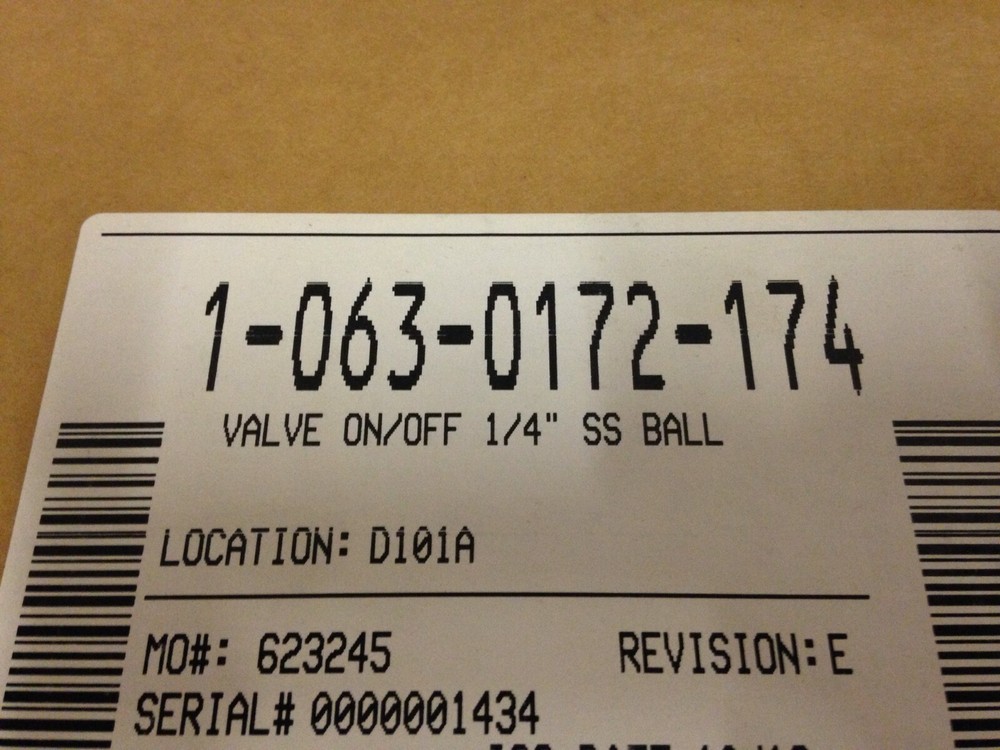 1-063-0172-174
VALVE ON/OFF 1/4" SS BALL
LOCATION: D101A
MO#: 623245 REVISION: E
SERIAL# 0000001434